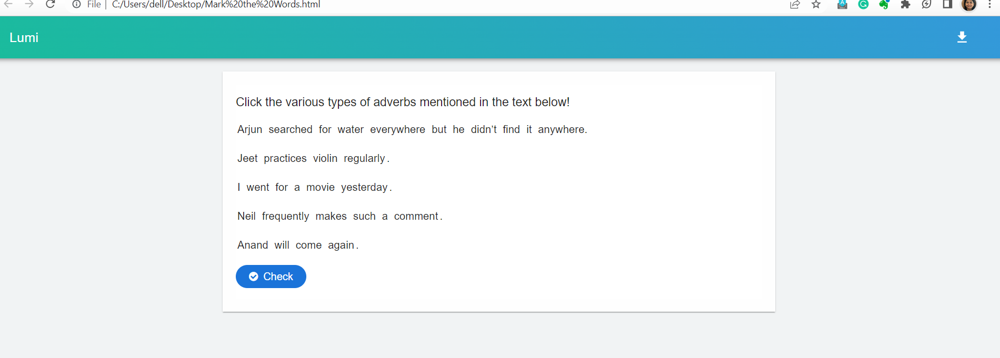 File | C:/Users/dell/Desktop/Mark%20the%20Words.html
Lumi
Click the various types of adverbs mentioned in the text below!
Arjun searched for water everywhere but he didn’t find it anywhere.
Jeet practices violin regularly.
I went for a movie yesterday.
Neil frequently makes such a comment.
Anand will come again.
Check